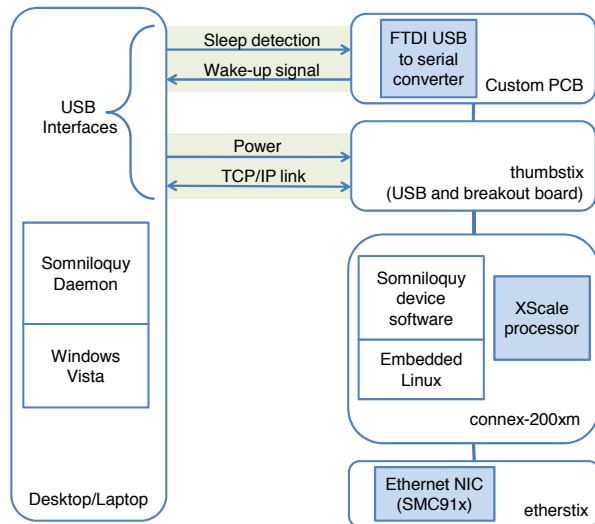 Sleep detection
Wake-up signal
USB
Interfaces
Power
TCP/IP link
Somniloquy
Daemon
Windows
Vista
Desktop/Laptop
FTDI USB
to serial
converter
Custom PCB
thumbstix
(USB and breakout board)
Somniloquy
device
software
Embedded
Linux
XScale
processor
connex-200xm
Ethernet NIC
(SMC91x)
etherstix